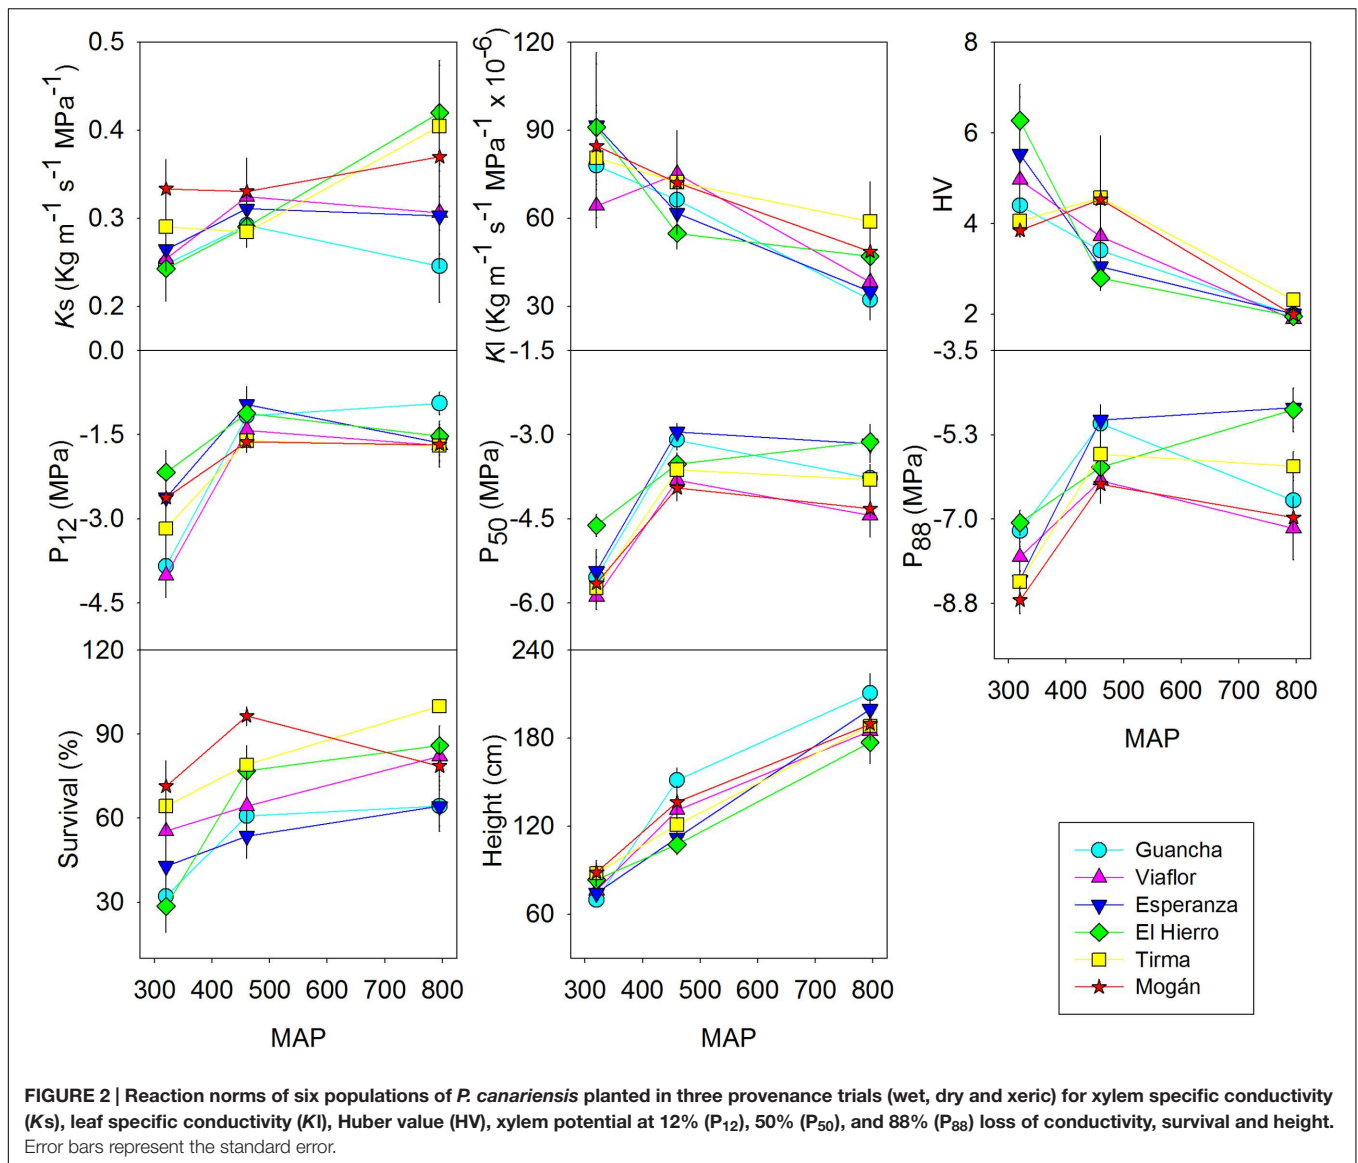 0.5
0.4
0.3
0.2
0.0
Ks (Kg m⁻¹ s⁻¹ MPa⁻¹)
120
90
60
30
-1.5
Kl (Kg m⁻¹ s⁻¹ MPa⁻¹ x 10⁻⁶)
8
6
4
2
-3.5
HV
-1.5
-3.0
-4.5
120
P₁₂ (MPa)
-3.0
-4.5
-6.0
240
P₅₀ (MPa)
-5.3
-7.0
-8.8
P₈₈ (MPa)
300 400 500 600 700 800
MAP
90
60
30
Survival (%)
300 400 500 600 700 800
MAP
180
120
60
Height (cm)
300 400 500 600 700 800
MAP
Guancha
Viaflor
Esperanza
El Hierro
Tirma
Mogán
FIGURE 2 | Reaction norms of six populations of P. canariensis planted in three provenance trials (wet, dry and xeric) for xylem specific conductivity
(Ks), leaf specific conductivity (Kl), Huber value (HV), xylem potential at 12% (P₁₂), 50% (P₅₀), and 88% (P₈₈) loss of conductivity, survival and height.
Error bars represent the standard error.